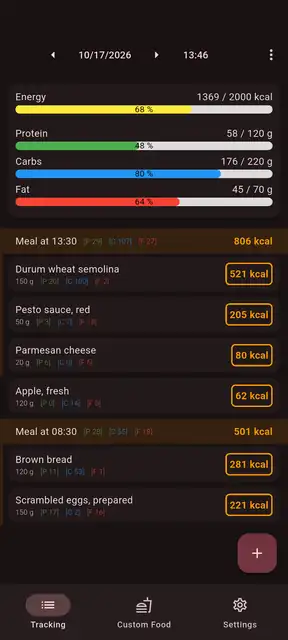 10/17/2026 13:46
Energy 1369 / 2000 kcal
68 %
Protein 58 / 120 g
48 %
Carbs 176 / 220 g
80 %
Fat 45 / 70 g
64 %
Meal at 13:30 806 kcal
Durum wheat semolina 521 kcal
150 g
Pesto sauce, red 205 kcal
50 g
Parmesan cheese 80 kcal
20 g
Apple, fresh 62 kcal
120 g
Meal at 08:30 501 kcal
Brown bread 281 kcal
120 g
Scrambled eggs, prepared 221 kcal
150 g
+
Tracking Custom Food Settings